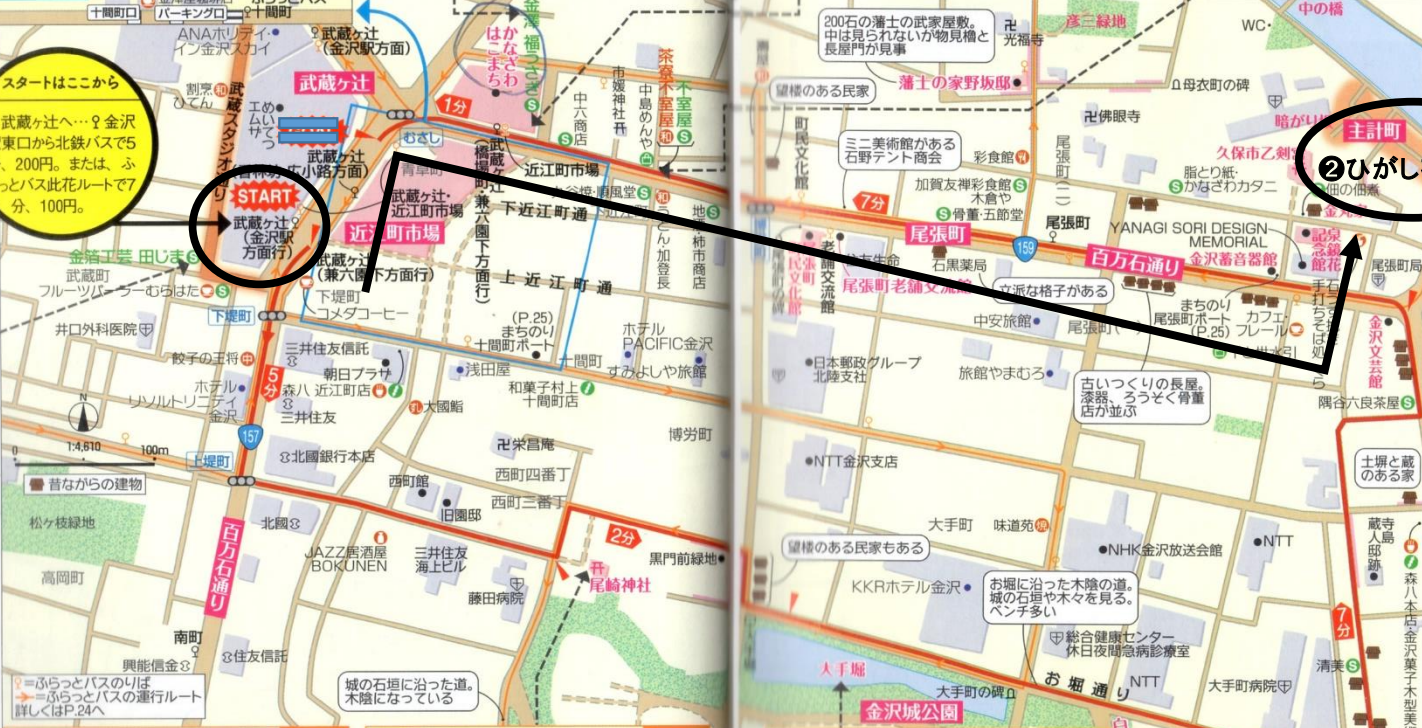 十間町口
パーキングロ
十間町
ANAホリデイ・
イン金沢スカイ
武蔵ヶ辻
(金沢駅方面)
武蔵ヶ辻
かなざわ
はこまち
福うさぎ
スタートはここから
武蔵ヶ辻へ…
金沢
東口から北鉄バスで5
、200円。または、ふ
っとバス此花ルートで7
分、100円。
割烹
ひてん
武蔵スタジオ通り
めいてつ
エムザ
1分
むさし
START
武蔵ヶ辻
(金沢駅
方面行)
武蔵ヶ辻・
近江町市場
近江町市場
青草町
武蔵ヶ辻
(兼六園下方面行)
武蔵ヶ辻
橋場町・兼六園下方面行)
近江町市場
下近江町通
上近江町通
中六商店
市媛神社
中島めんや
茶菓不室屋
不室屋
順風堂
うどん・加登長
柿市商店
金箔工芸 田じま
武蔵町
フルーツパーラーむらはた
下堤町
コメダコーヒー
下堤町
井口外科医院
餃子の王将
ホテル
リソルトリニティ
金沢
5分
三井住友信託
朝日プラザ
森八 近江町店
三井住友
大國鮨
浅田屋
(P.25)
まちのり
十間町ポート
十間町
和菓子村上
十間町店
ホテル
PACIFIC金沢
すみよしや旅館
N
1:4,610
0
100m
昔ながらの建物
157
上堤町
松ヶ枝緑地
高岡町
北國銀行本店
北國
百万石通り
南町
興能信金
住友信託
JAZZ居酒屋
BOKUNEN
西町館
旧園邸
三井住友
海上ビル
藤田病院
栄昌庵
西町四番丁
西町三番丁
博労町
2分
黒門前緑地
尾崎神社
城の石垣に沿った道。
木陰になっている
=ふらっとバスのりば
=ふらっとバスの運行ルート
詳しくはP.24へ
200石の藩士の武家屋敷。
中は見られないが物見櫓と
長屋門が見事
光福寺
藩士の家野坂邸
望楼のある民家
町民文化館
ミニ美術館がある
石野テント商会
彩食館
加賀友禅彩食館
木倉や
骨董・五節堂
7分
尾張町
尾張町(二)
尾張町
159
百万石通り
彦三緑地
WC
中の橋
母衣町の碑
佛眼寺
暗がり
主計町
久保市乙剣宮
❷ひがし
脂とり紙・
かなざわカタニ
佃の佃煮
YANAGI SORI DESIGN
MEMORIAL
金沢蓄音器館
泉鏡花
記念館
尾張町局
住友生命
老舗交流館
尾張町老舗交流館
石黒薬局
立派な格子がある
中安旅館
まちのり
尾張町ポート
(P.25)
カフェ・
フレール
手打ちそば処
金沢文芸館
日本郵政グループ
北陸支社
旅館やまむろ
古いつくりの長屋。
漆器、ろうそく骨董
店が並ぶ
隅谷六良茶屋
土塀と蔵
のある家
NTT金沢支店
大手町
味道苑
NHK金沢放送会館
NTT
蔵人邸跡
寺島
望楼のある民家もある
KKRホテル金沢
お堀に沿った木陰の道。
城の石垣や木々を見る。
ベンチ多い
総合健康センター
休日夜間急病診療室
大手堀
大手町の碑
お堀通り
NTT
大手町病院
金沢城公園
7分
清美
森八本店・金沢菓子木型美